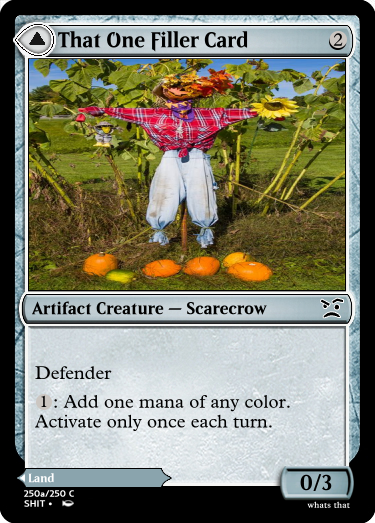 That One Filler Card
2
Artifact Creature — Scarecrow
Defender
1: Add one mana of any color.
Activate only once each turn.
Land
0/3
250a/250 C
SHIT •
whats that